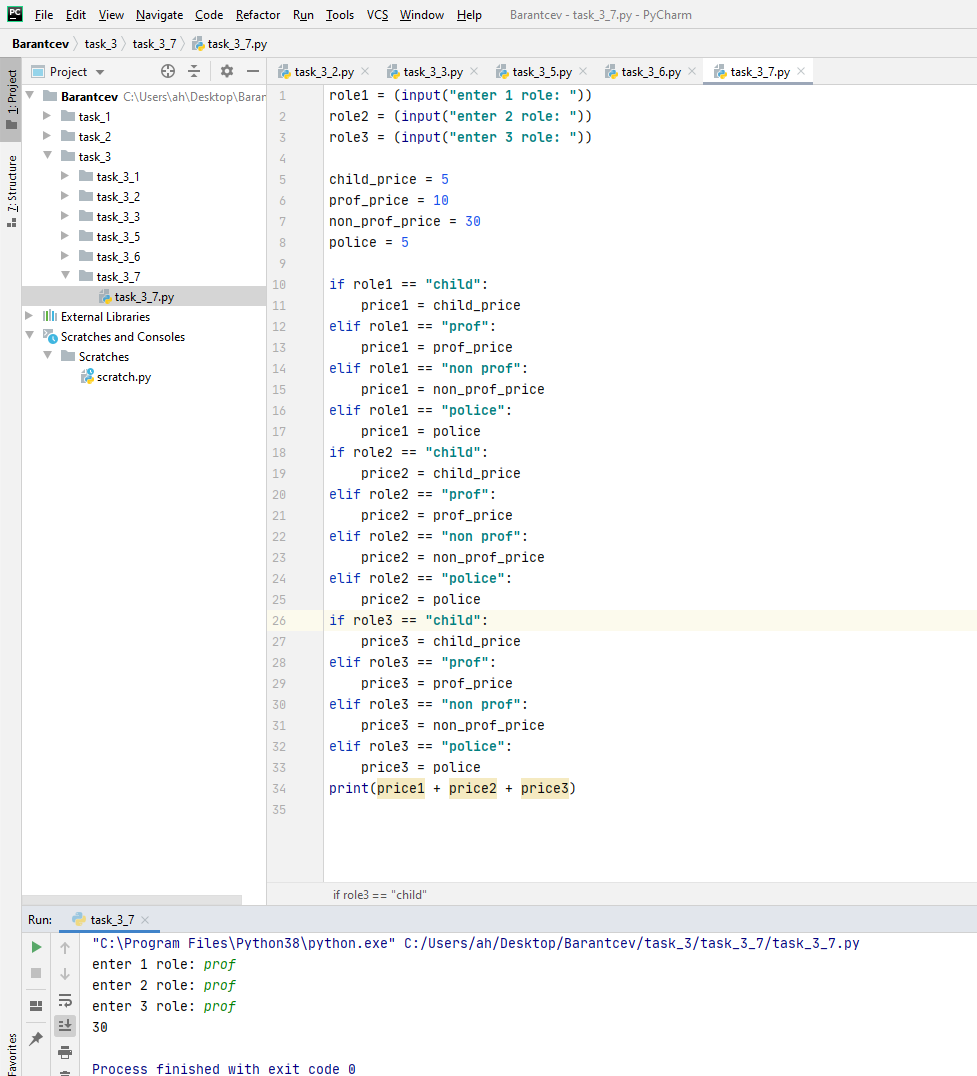 PC File Edit View Navigate Code Refactor Run Tools VCS Window Help Barantcev - task_3_7.py - PyCharm
Barantcev task_3 task_3_7 task_3_7.py
1: Project
7: Structure
Favorites
Project
Barantcev C:\Users\ah\Desktop\Baran
task_1
task_2
task_3
task_3_1
task_3_2
task_3_3
task_3_5
task_3_6
task_3_7
task_3_7.py
External Libraries
Scratches and Consoles
Scratches
scratch.py
task_3_2.py task_3_3.py task_3_5.py task_3_6.py task_3_7.py
1 role1 = (input("enter 1 role: "))
2 role2 = (input("enter 2 role: "))
3 role3 = (input("enter 3 role: "))
4
5 child_price = 5
6 prof_price = 10
7 non_prof_price = 30
8 police = 5
9
10 if role1 == "child":
11 price1 = child_price
12 elif role1 == "prof":
13 price1 = prof_price
14 elif role1 == "non prof":
15 price1 = non_prof_price
16 elif role1 == "police":
17 price1 = police
18 if role2 == "child":
19 price2 = child_price
20 elif role2 == "prof":
21 price2 = prof_price
22 elif role2 == "non prof":
23 price2 = non_prof_price
24 elif role2 == "police":
25 price2 = police
26 if role3 == "child":
27 price3 = child_price
28 elif role3 == "prof":
29 price3 = prof_price
30 elif role3 == "non prof":
31 price3 = non_prof_price
32 elif role3 == "police":
33 price3 = police
34 print(price1 + price2 + price3)
35
if role3 == "child"
Run: task_3_7
"C:\Program Files\Python38\python.exe" C:/Users/ah/Desktop/Barantcev/task_3/task_3_7/task_3_7.py
enter 1 role: prof
enter 2 role: prof
enter 3 role: prof
30
Process finished with exit code 0